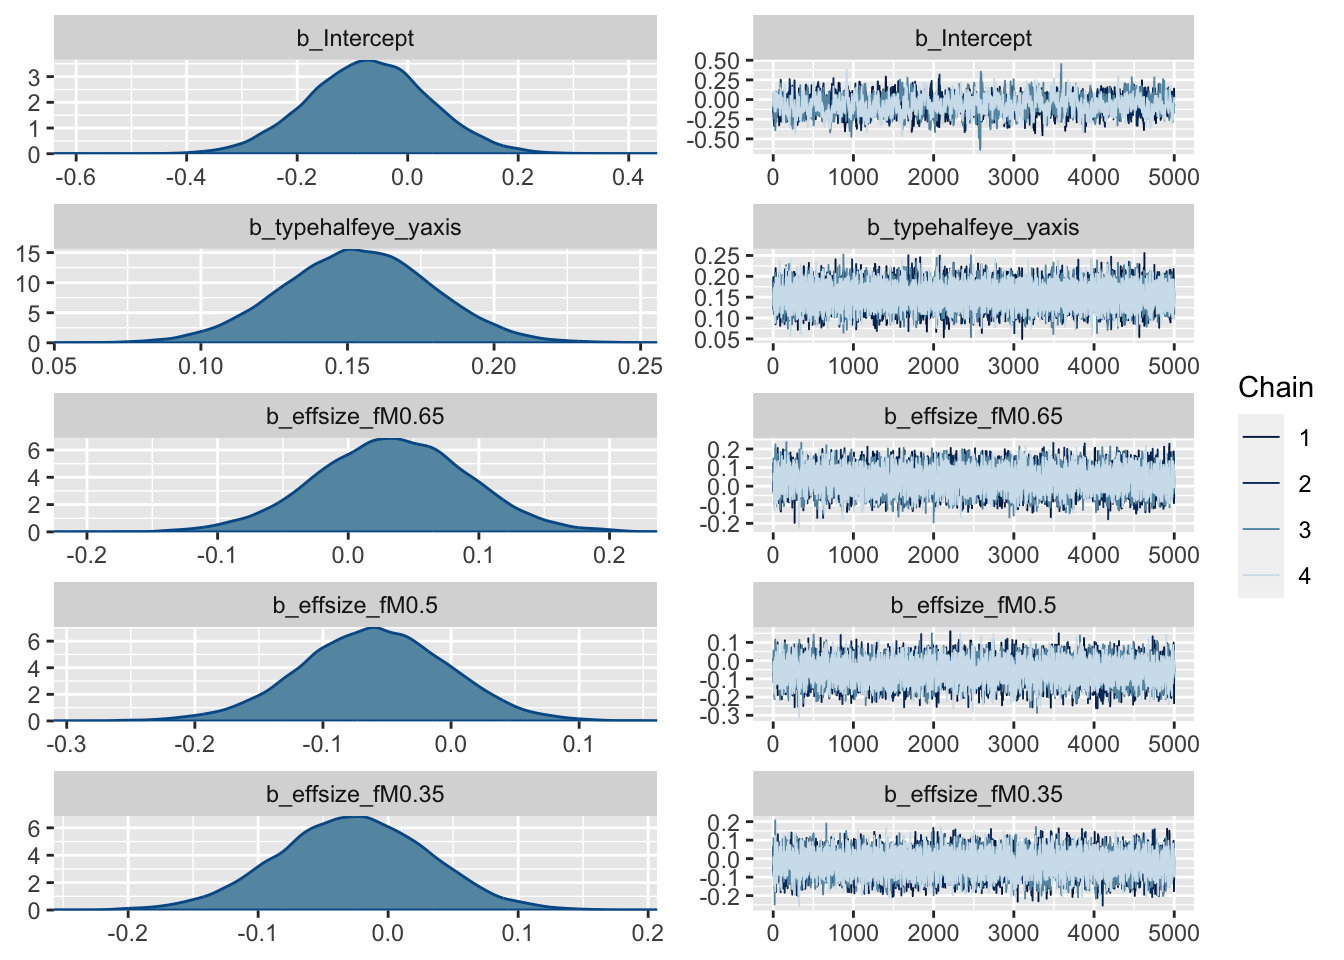 b_Intercept
3
2
1
0
-0.6 -0.4 -0.2 0.0 0.2 0.4
b_Intercept
0.50
0.25
0.00
-0.25
-0.50
0 1000 2000 3000 4000 5000
b_typehalfeye_yaxis
15
10
5
0
0.05 0.10 0.15 0.20 0.25
b_typehalfeye_yaxis
0.25
0.20
0.15
0.10
0.05
0 1000 2000 3000 4000 5000
b_effsize_fM0.65
6
4
2
0
-0.2 -0.1 0.0 0.1 0.2
b_effsize_fM0.65
0.2
0.1
0.0
-0.1
-0.2
0 1000 2000 3000 4000 5000
b_effsize_fM0.5
6
4
2
0
-0.3 -0.2 -0.1 0.0 0.1
b_effsize_fM0.5
0.1
0.0
-0.1
-0.2
-0.3
0 1000 2000 3000 4000 5000
b_effsize_fM0.35
6
4
2
0
-0.2 -0.1 0.0 0.1 0.2
b_effsize_fM0.35
0.2
0.1
0.0
-0.1
-0.2
0 1000 2000 3000 4000 5000
Chain
1
2
3
4